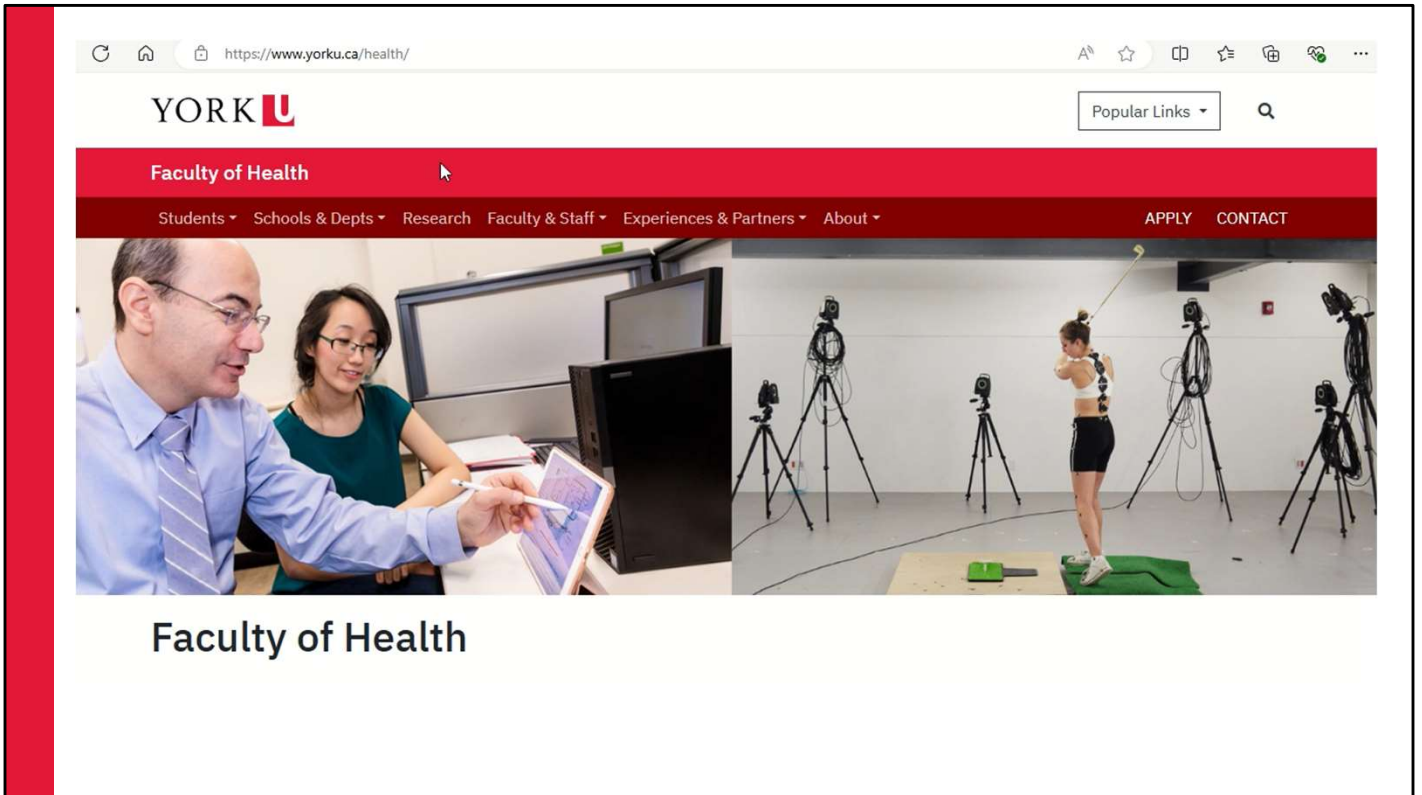 https://www.yorku.ca/health/
YORK U
Popular Links
Faculty of Health
Students Schools & Depts Research Faculty & Staff Experiences & Partners About APPLY CONTACT
Faculty of Health